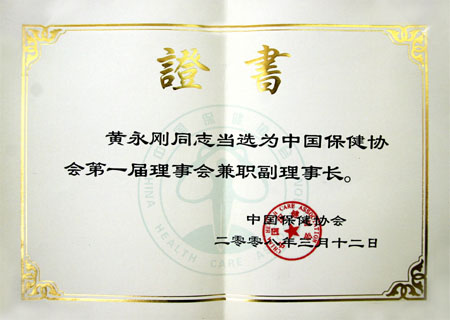 證書
黄永刚同志当选为中国保健协
会第一届理事会兼职副理事长。
中国保健协会
二零零八年三月十二日